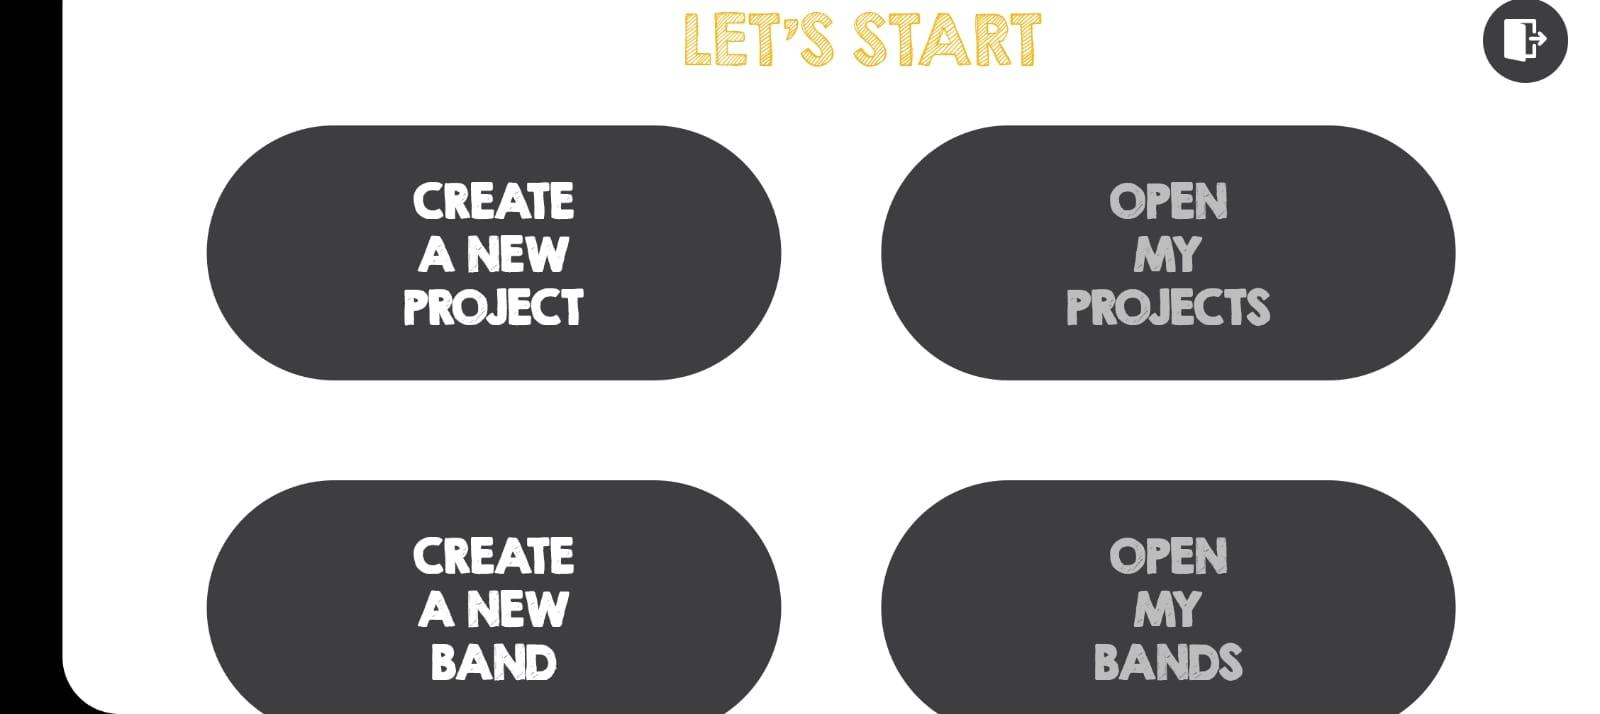 LET'S START
CREATE
A NEW
PROJECT
OPEN
MY
PROJECTS
CREATE
A NEW
BAND
OPEN
MY
BANDS